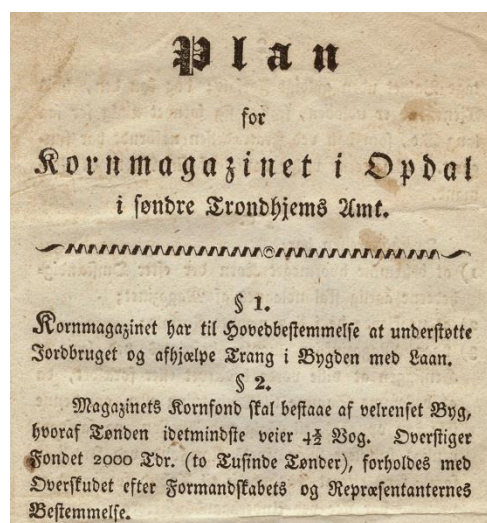 Plan
for
Kornmagazinet i Opdal
i søndre Trondhjems Amt.
§ 1.
Kornmagazinet har til Hovedbestemmelse at understøtte
Jordbruget og afhjælpe Trang i Bygden med Laan.
§ 2.
Magazinets Kornfond skal bestaae af velrenset Byg,
hvoraf Tønden idetmindste veier 4½ Vog. Overstiger
Fondet 2000 Tdr. (to Tusinde Tønder), forholdes med
Overskudet efter Formandskabets og Repræsentanternes
Bestemmelse.